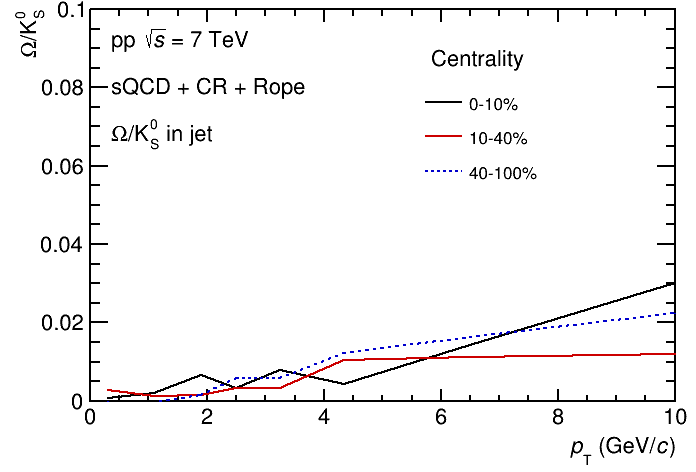 Ω/K⁰_S
0.1
0.08
0.06
0.04
0.02
0
pp √s = 7 TeV
sQCD + CR + Rope
Ω/K⁰_S in jet
Centrality
0-10%
10-40%
40-100%
0 2 4 6 8 10
p_T (GeV/c)